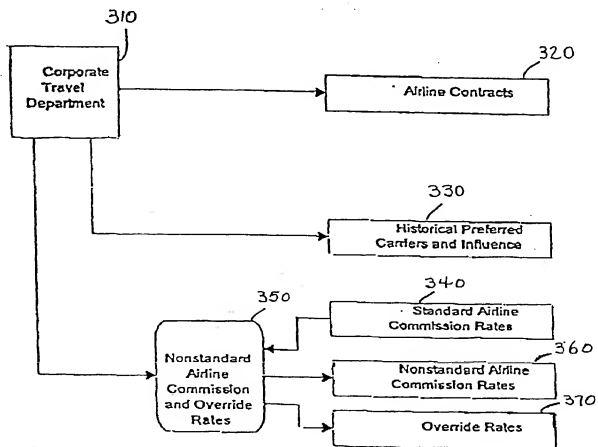 310
Corporate
Travel
Department
320
Airline Contracts
330
Historical Preferred
Carriers and Influence
340
Standard Airline
Commission Rates
350
Nonstandard
Airline
Commission
and Override
Rates
360
Nonstandard Airline
Commission Rates
370
Override Rates